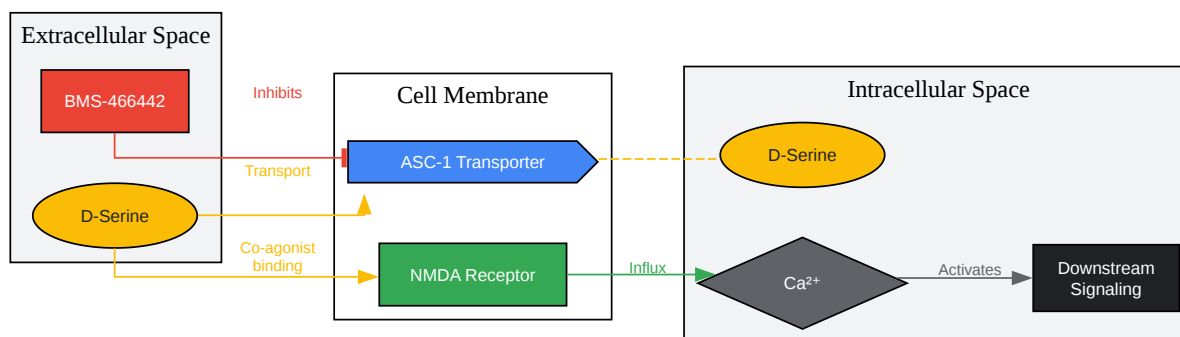 Extracellular Space
BMS-466442
Inhibits
Cell Membrane
Intracellular Space
ASC-1 Transporter
Transport
D-Serine
D-Serine
Co-agonist
binding
NMDA Receptor
Influx
Ca²⁺
Activates
Downstream
Signaling